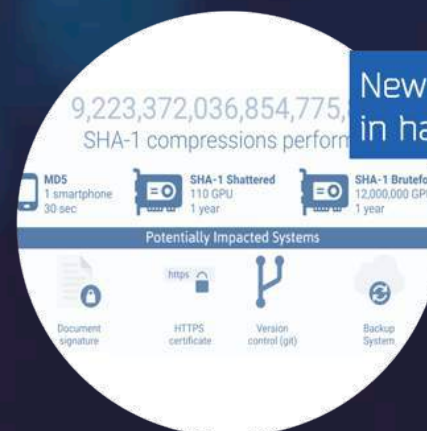 New
in ha
9,223,372,036,854,775,
SHA-1 compressions perform
MD5
1 smartphone
30 sec
SHA-1 Shattered
110 GPU
1 year
SHA-1 Brutefo
12,000,000 GP
1 year
Potentially Impacted Systems
https
Document
signature
HTTPS
certificate
Version
control (git)
Backup
System